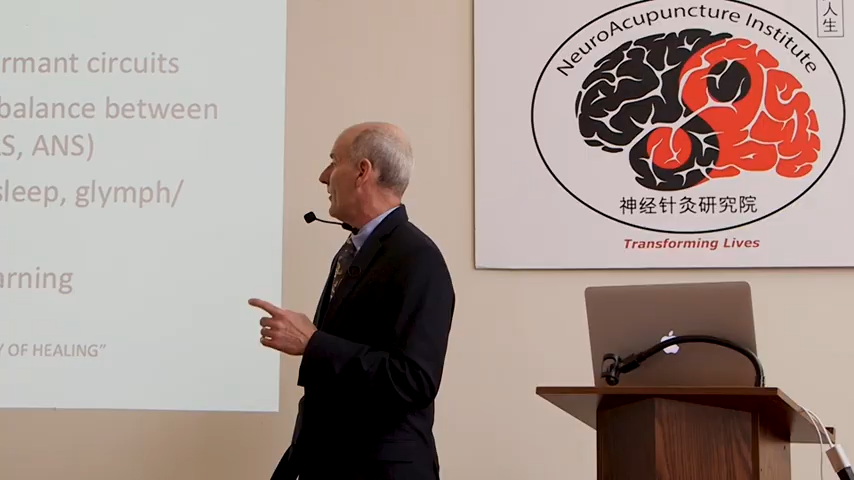 rmant circuits
balance between
S, ANS)
sleep, glymph/
arning
Y OF HEALING”
NeuroAcupuncture Institute
神经针灸研究院
Transforming Lives
人生